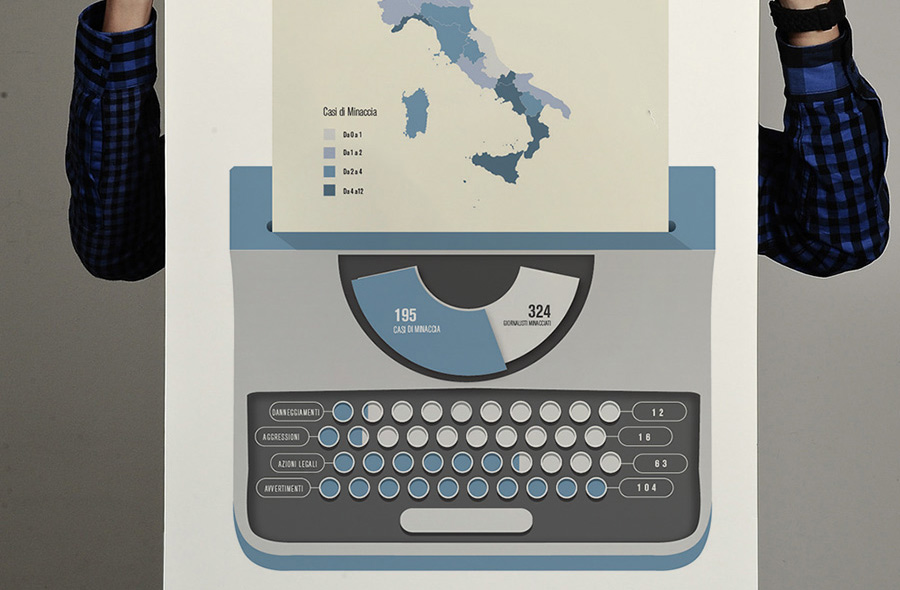 Casi di Minaccia
Da 0 a 1
Da 1 a 2
Da 2 a 4
Da 4 a 12
195
CASI DI MINACCIA
324
GIORNALISTI MINACCIATI
DANNEGGIAMENTI 12
AGGRESSIONI 16
AZIONI LEGALI 63
AVVERTIMENTI 104